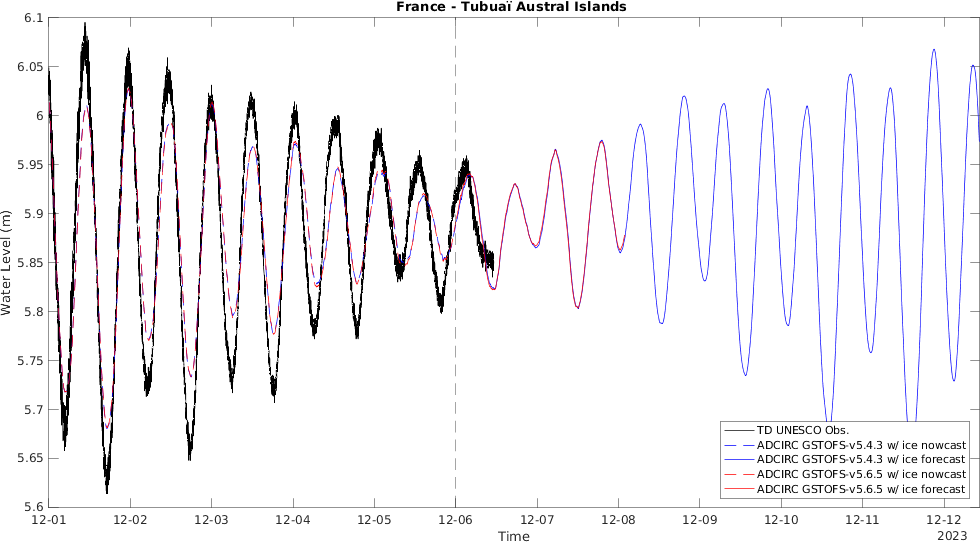 France - Tubuaï Austral Islands
6.1
6.05
6
5.95
5.9
5.85
5.8
5.75
5.7
5.65
5.6
Water Level (m)
TD UNESCO Obs.
ADCIRC GSTOFS-v5.4.3 w/ ice nowcast
ADCIRC GSTOFS-v5.4.3 w/ ice forecast
ADCIRC GSTOFS-v5.6.5 w/ ice nowcast
ADCIRC GSTOFS-v5.6.5 w/ ice forecast
12-01 12-02 12-03 12-04 12-05 12-06 12-07 12-08 12-09 12-10 12-11 12-12
Time
2023